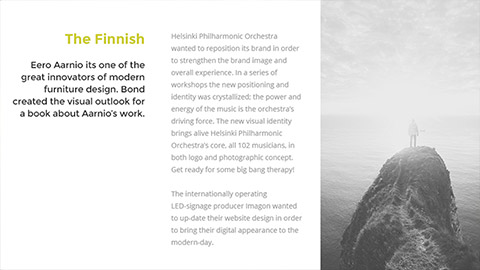 The Finnish
Eero Aarnio its one of the
great innovators of modern
furniture design. Bond
created the visual outlook for
a book about Aarnio's work.
Helsinki Philharmonic Orchestra
wanted to reposition its brand in order
to strengthen the brand image and
overall experience. In a series of
workshops the new positioning and
identity was crystallized; the power and
energy of the music is the orchestra's
driving force. The new visual identity
brings alive Helsinki Philharmonic
Orchestra's core, all 102 musicians, in
both logo and photographic concept.
Get ready for some big bang therapy!
The internationally operating
LED-signage producer Imagon wanted
to up-date their website design in order
to bring their digital appearance to the
modern-day.